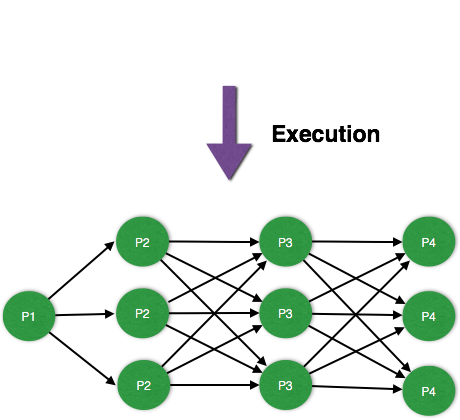 Execution
P2 P3 P4
P1 P2 P3 P4
P2 P3 P4